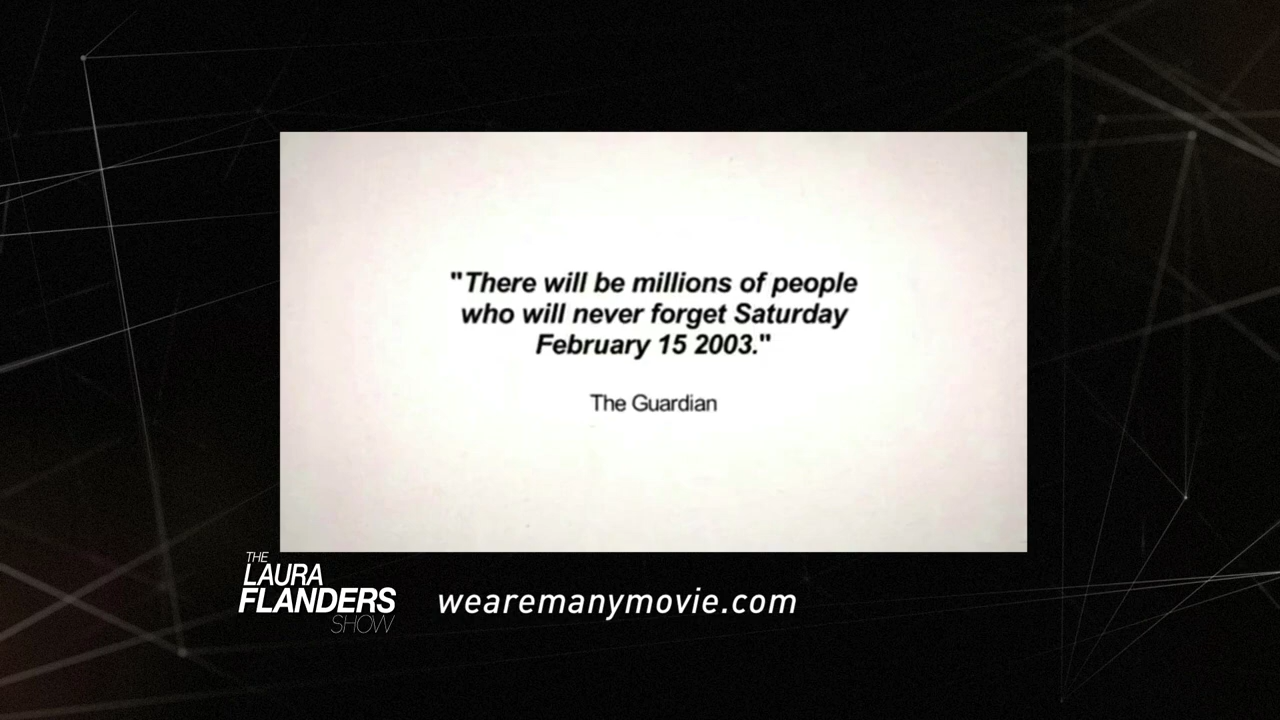 "There will be millions of people
who will never forget Saturday
February 15 2003."
The Guardian
THE
LAURA
FLANDERS
SHOW
wearemanymovie.com